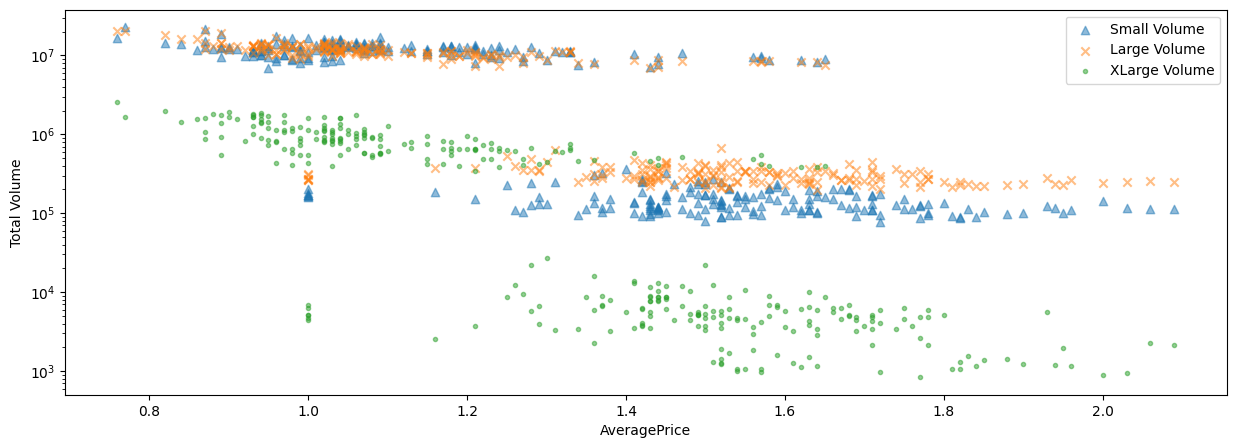 Small Volume
Large Volume
XLarge Volume
Total Volume
10^7
10^6
10^5
10^4
10^3
0.8 1.0 1.2 1.4 1.6 1.8 2.0
AveragePrice